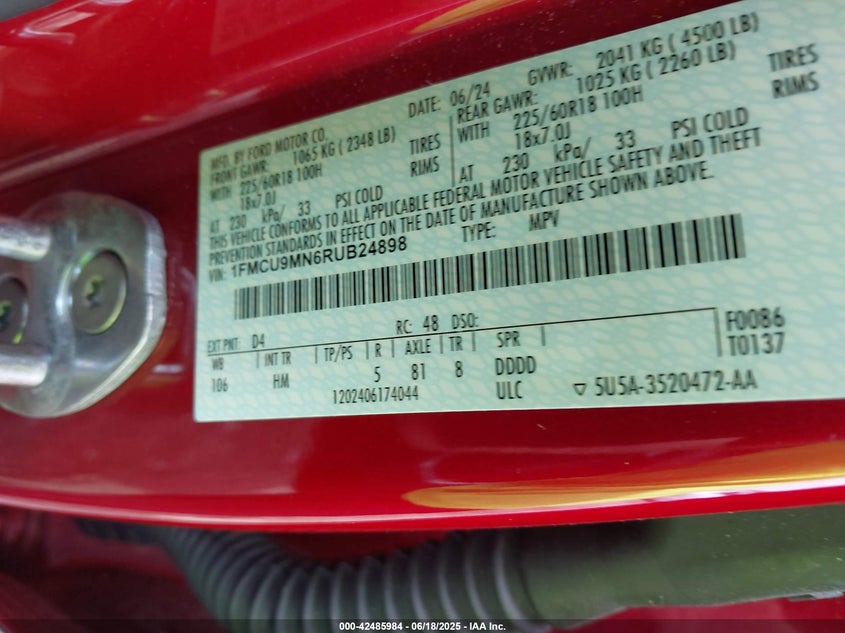 MFD. BY FORD MOTOR CO.
DATE: 06/24 GVWR: 2041 KG ( 4500 LB)
FRONT GAWR: 1065 KG ( 2348 LB) REAR GAWR: 1025 KG ( 2260 LB)
WITH 225/60R18 100H TIRES WITH 225/60R18 100H TIRES
18x7.0J RIMS 18x7.0J RIMS
AT 230 kPa/ 33 PSI COLD AT 230 kPa/ 33 PSI COLD
THIS VEHICLE CONFORMS TO ALL APPLICABLE FEDERAL MOTOR VEHICLE SAFETY AND THEFT
PREVENTION STANDARDS IN EFFECT ON THE DATE OF MANUFACTURE SHOWN ABOVE.
VIN: 1FMCU9MN6RUB24898 TYPE: MPV
EXT PNT: D4 RC: 48 DSO: F0086
WB INT TR TP/PS R AXLE TR SPR T0137
106 HM 5 81 8 DDDD
1202406174044 ULC ▽ 5U5A-3520472-AA
000-42485984 | 06/18/2025 - IAA Inc.